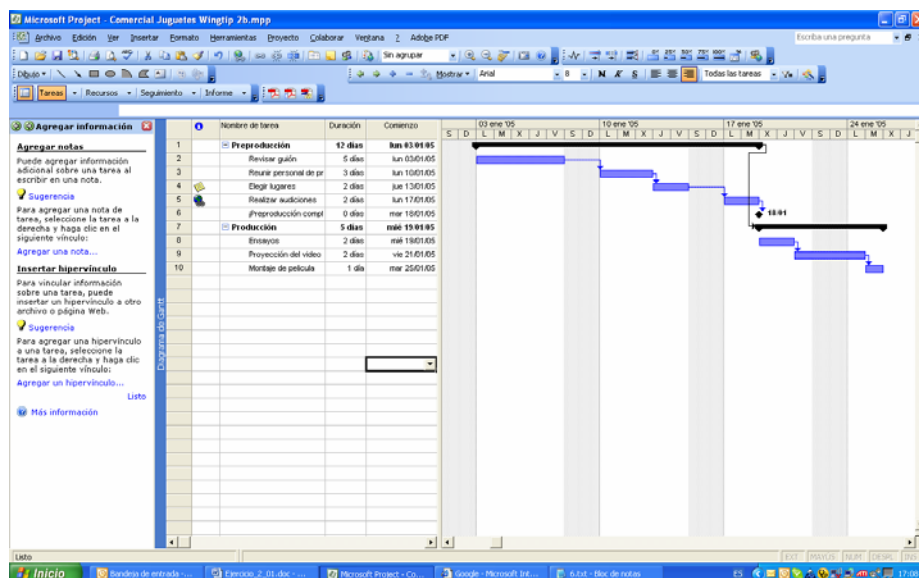 Microsoft Project - Comercial Juguetes Wingtip 2b.mpp
Archivo Edición Ver Insertar Formato Herramientas Proyecto Colaborar Ventana ? Adobe PDF
Escriba una pregunta
Sin agrupar
Dibujo
Mostrar Arial 8 N K S Todas las tareas
Tareas Recursos Seguimiento Informe
Agregar información
Agregar notas
Puede agregar información
adicional sobre una tarea al
escribir en una nota.
Sugerencia
Para agregar una nota de
tarea, seleccione la tarea a la
derecha y haga clic en el
siguiente vínculo:
Agregar una nota...
Insertar hipervínculo
Para vincular información
sobre una tarea, puede
insertar un hipervínculo a otro
archivo o página Web.
Sugerencia
Para agregar una hipervínculo
a una tarea, seleccione la
tarea a la derecha y haga clic
en el siguiente vínculo:
Agregar un hipervínculo...
Listo
Más información
Diagrama de Gantt
Nombre de tarea Duración Comienzo
1 Preproducción 12 días lun 03/01/05
2 Revisar guión 5 días lun 03/01/05
3 Reunir personal de pr 3 días lun 10/01/05
4 Elegir lugares 2 días jue 13/01/05
5 Realizar audiciones 2 días lun 17/01/05
6 ¡Preproducción compl 0 días mar 18/01/05
7 Producción 5 días mié 19/01/05
8 Ensayos 2 días mié 19/01/05
9 Proyección del vídeo 2 días vie 21/01/05
10 Montaje de película 1 día mar 25/01/05
03 ene '05 10 ene '05 17 ene '05 24 ene '05
S D L M X J V S D L M X J V S D L M X J V S D L M X J
18/01
Listo
EXT MAYÚS NUM DESPL INS
Inicio Bandeja de entrada -... Ejercicio_2_01.doc - ... Microsoft Project - Co... Google - Microsoft Int... 6.txt - Bloc de notas ES 17:08